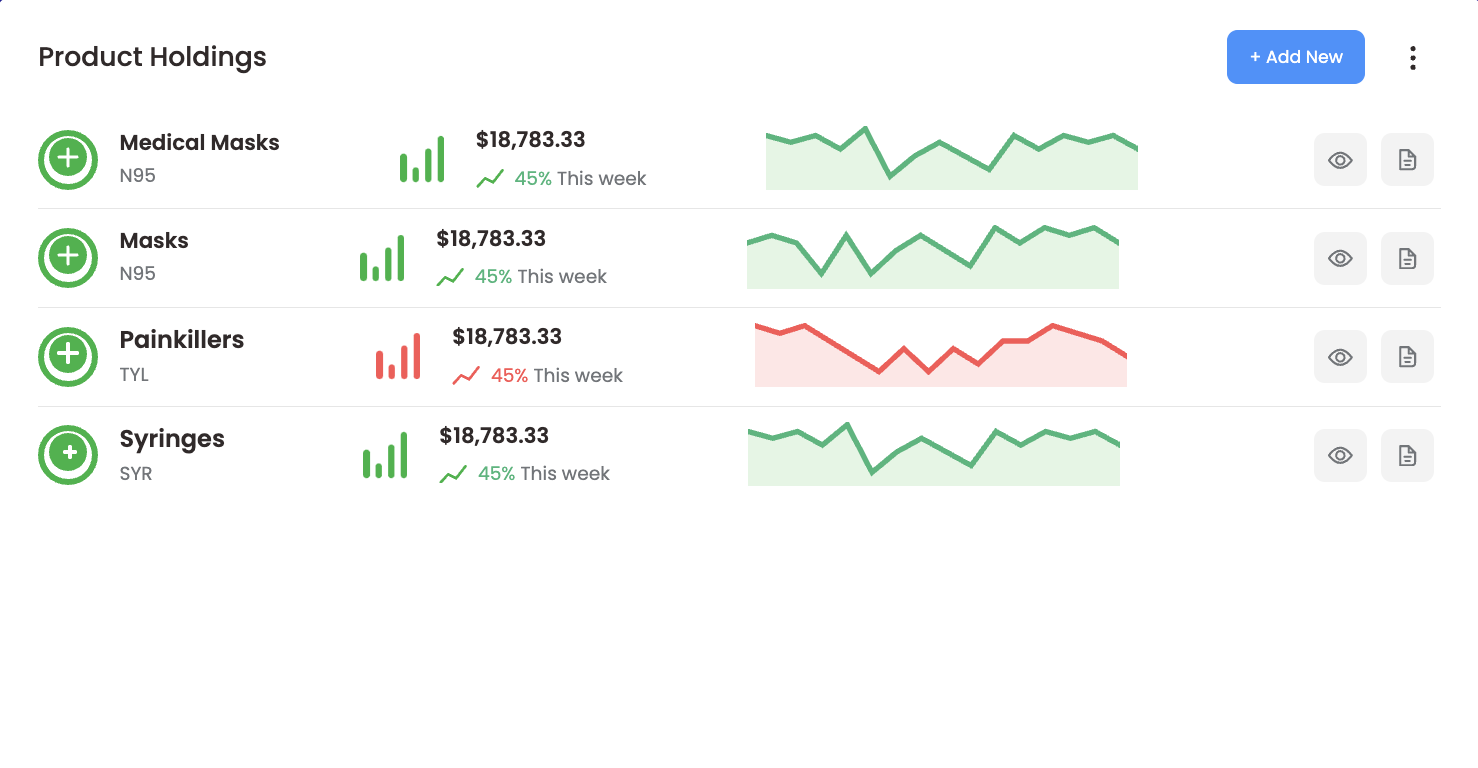 Product Holdings
+ Add New
Medical Masks
N95
$18,783.33
45% This week
Masks
N95
$18,783.33
45% This week
Painkillers
TYL
$18,783.33
45% This week
Syringes
SYR
$18,783.33
45% This week